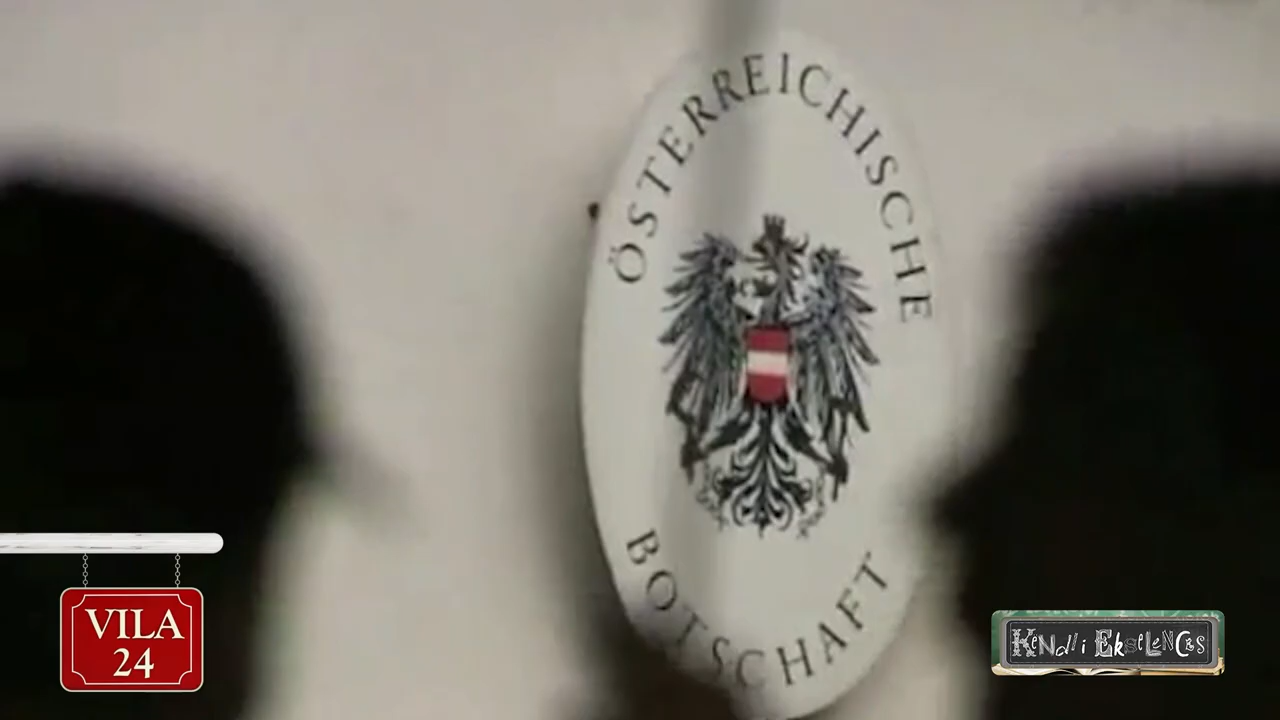 ÖSTERREICHISCHE
BOTSCHAFT
VILA
24
KENdLi EKseLENCës